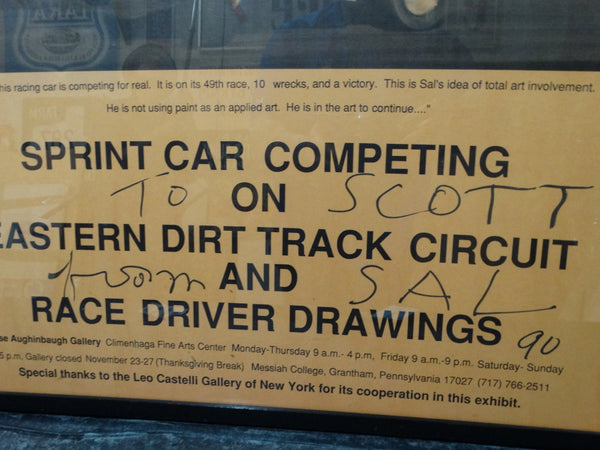 his racing car is competing for real. It is on its 49th race, 10 wrecks, and a victory. This is Sal's idea of total art involvement.
He is not using paint as an applied art. He is in the art to continue...."
SPRINT CAR COMPETING
TO ON SCOTT
EASTERN DIRT TRACK CIRCUIT
from AND SAL
RACE DRIVER DRAWINGS 90
se Aughinbaugh Gallery Climenhaga Fine Arts Center Monday-Thursday 9 a.m.- 4 p.m, Friday 9 a.m.-9 p.m. Saturday- Sunday
5 p.m. Gallery closed November 23-27 (Thanksgiving Break) Messiah College, Grantham, Pennsylvania 17027 (717) 766-2511
Special thanks to the Leo Castelli Gallery of New York for its cooperation in this exhibit.